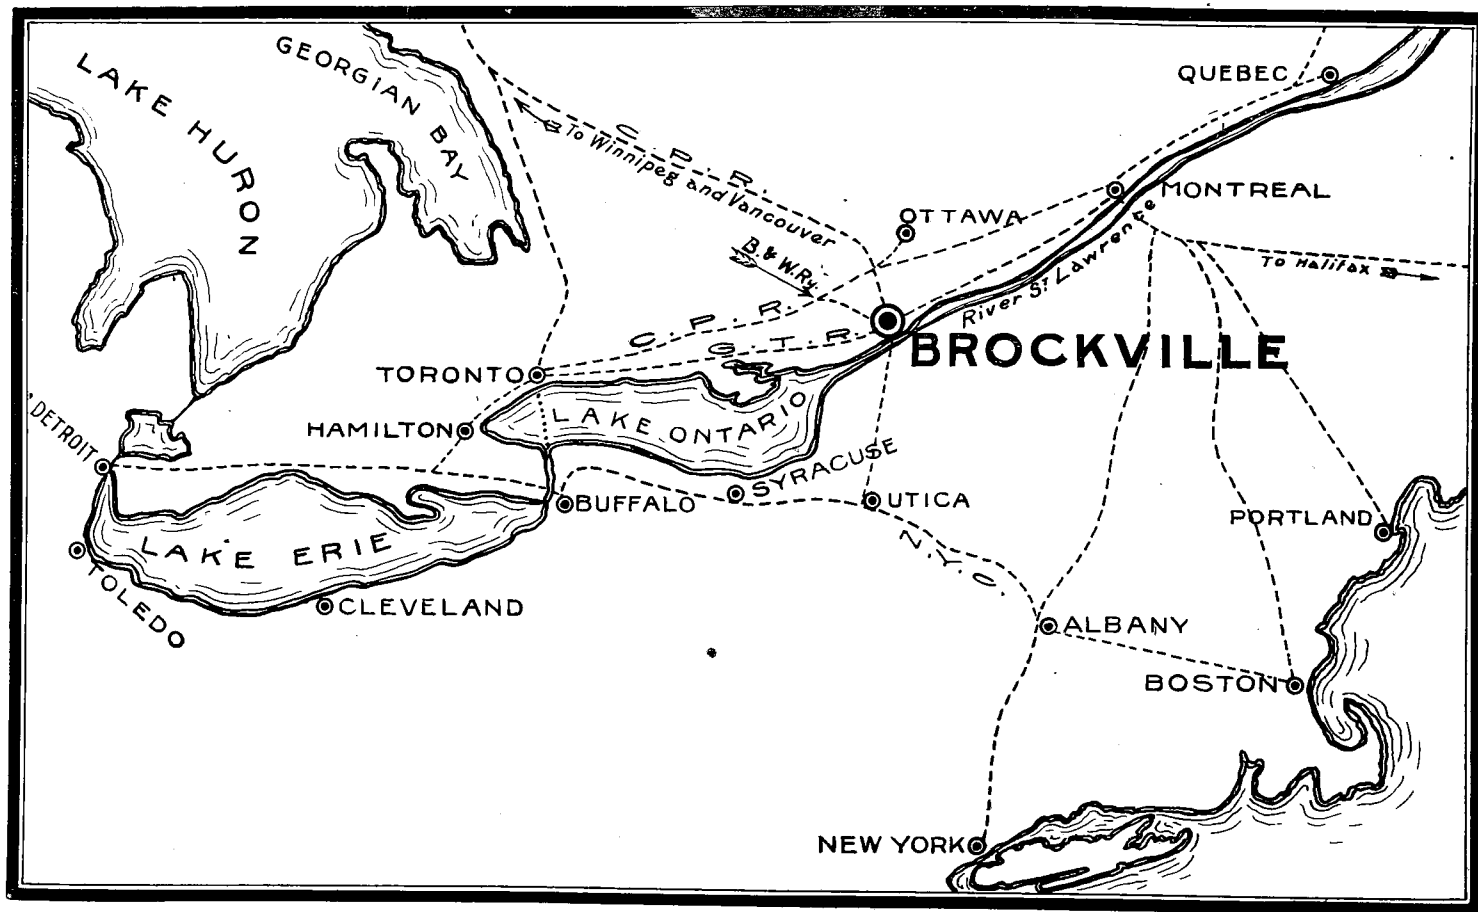 LAKE HURON
GEORGIAN BAY
QUEBEC
C. P. R.
To Winnipeg and Vancouver
OTTAWA
MONTREAL
B. & W. Ry.
River St. Lawrence
To Halifax
C. P. R.
G. T. R.
BROCKVILLE
TORONTO
HAMILTON
LAKE ONTARIO
DETROIT
SYRACUSE
BUFFALO
UTICA
PORTLAND
LAKE ERIE
N. Y. C.
TOLEDO
CLEVELAND
ALBANY
BOSTON
NEW YORK